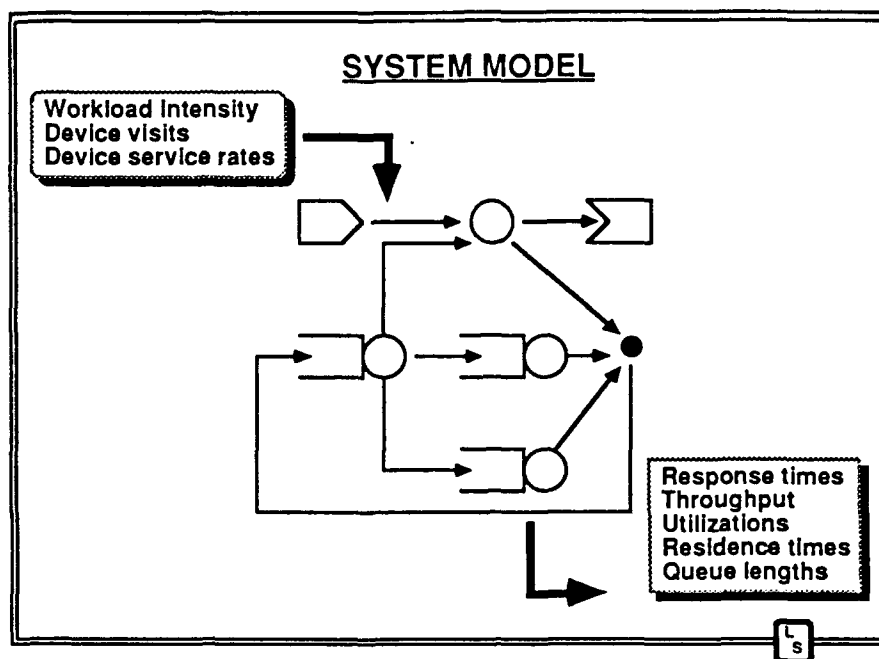 SYSTEM MODEL
Workload Intensity
Device visits
Device service rates
Response times
Throughput
Utilizations
Residence times
Queue lengths
L
S